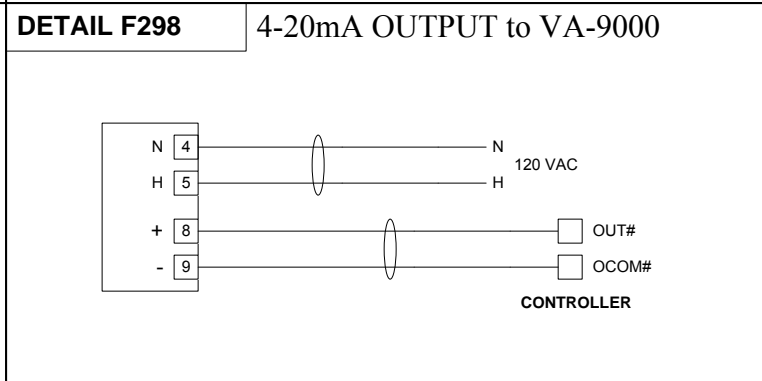 DETAIL F298 4-20mA OUTPUT to VA-9000
N 4 N
120 VAC
H 5 H
+ 8 OUT#
- 9 OCOM#
CONTROLLER